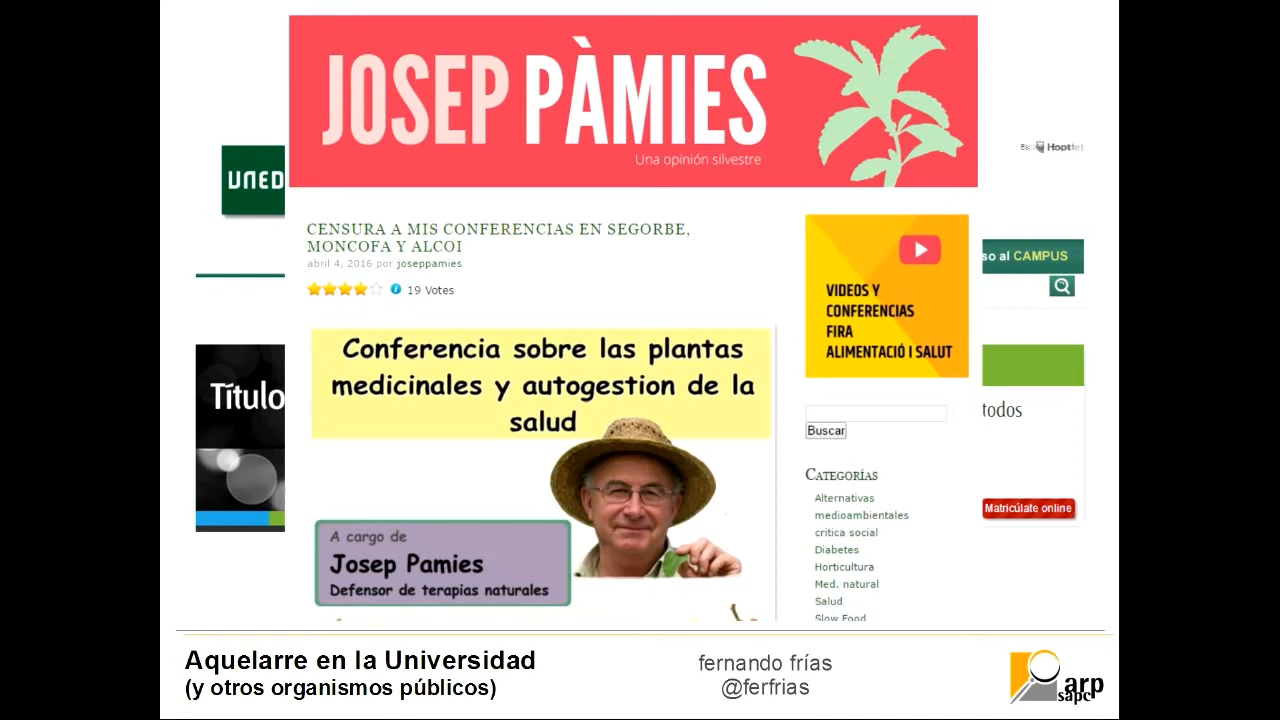 JOSEP PÀMIES
Una opinión silvestre
UNED
CENSURA A MIS CONFERENCIAS EN SEGORBE,
MONCOFA Y ALCOI
abril 4, 2016 por joseppamies
19 Votes
Conferencia sobre las plantas
medicinales y autogestion de la
salud
A cargo de
Josep Pamies
Defensor de terapias naturales
VIDEOS Y
CONFERENCIAS
FIRA
ALIMENTACIÓ I SALUT
Buscar
CATEGORÍAS
Alternativas
medioambientales
critica social
Diabetes
Horticultura
Med. natural
Salud
Slow Food
so al CAMPUS
todos
Matricúlate online
Título
Aquelarre en la Universidad
(y otros organismos públicos)
fernando frías
@ferfrias
arp
sapc